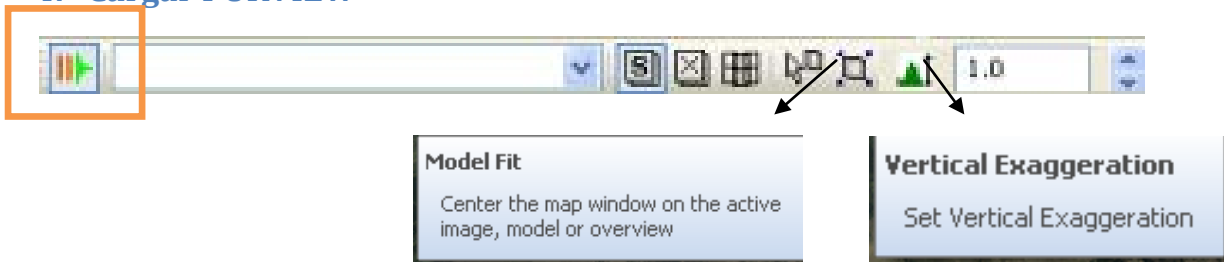 S
1.0
Model Fit
Center the map window on the active
image, model or overview
Vertical Exaggeration
Set Vertical Exaggeration